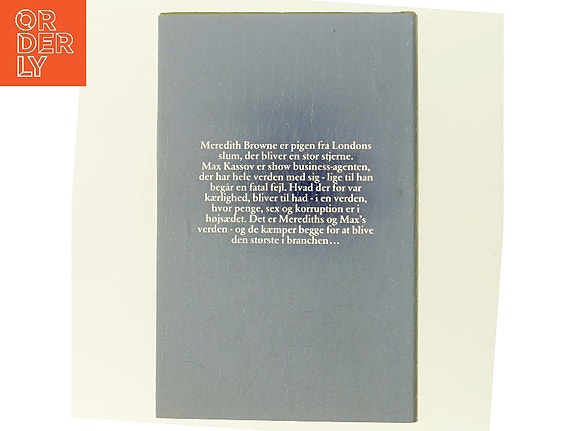 OR
DER
LY
Meredith Browne er pigen fra Londons
slum, der bliver en stor stjerne.
Max Kassov er show business-agenten,
der har hele verden med sig - lige til han
begår en fatal fejl. Hvad der før var
kærlighed, bliver til had - i en verden,
hvor penge, sex og korruption er i
højsædet. Det er Merediths og Max's
verden - og de kæmper begge for at blive
den største i branchen...